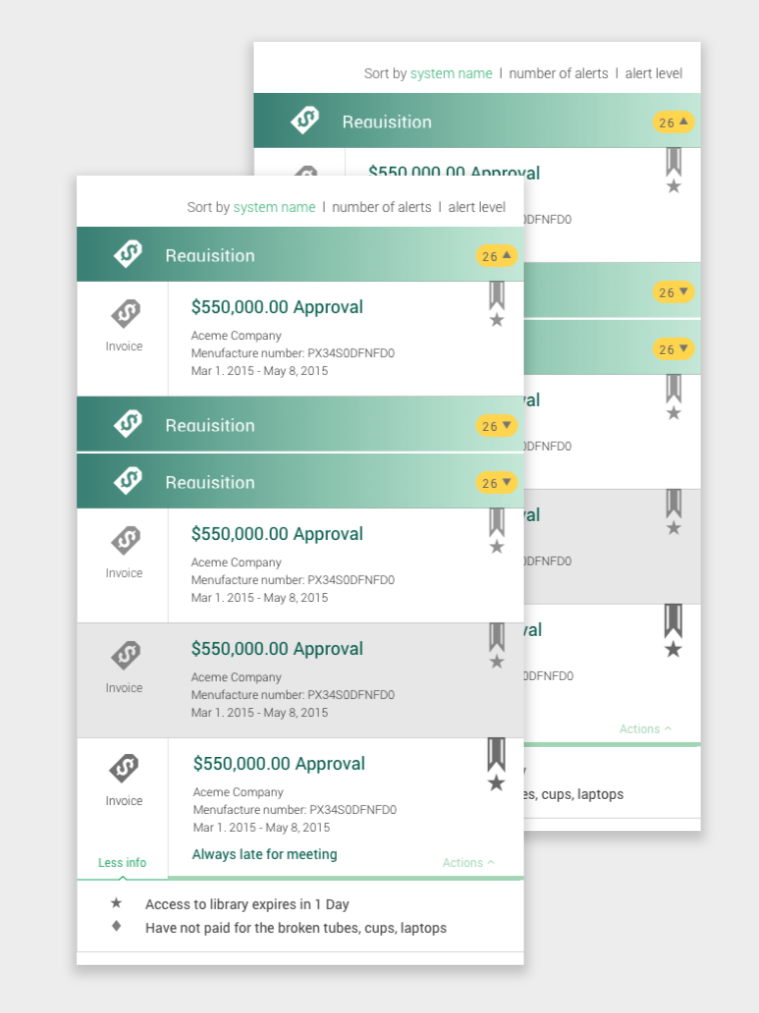 Sort by system name I number of alerts I alert level
Requisition
26
$550,000.00 Approval
DFNFD0
26
26
val
DFNFD0
val
DFNFD0
val
DFNFD0
Actions
es, cups, laptops
Sort by system name I number of alerts I alert level
Requisition
26
Invoice
$550,000.00 Approval
Aceme Company
Menufacture number: PX34S0DFNFD0
Mar 1. 2015 - May 8, 2015
Requisition
26
Requisition
26
Invoice
$550,000.00 Approval
Aceme Company
Menufacture number: PX34S0DFNFD0
Mar 1. 2015 - May 8, 2015
Invoice
$550,000.00 Approval
Aceme Company
Menufacture number: PX34S0DFNFD0
Mar 1. 2015 - May 8, 2015
Invoice
$550,000.00 Approval
Aceme Company
Menufacture number: PX34S0DFNFD0
Mar 1. 2015 - May 8, 2015
Always late for meeting
Less info
Actions
Access to library expires in 1 Day
Have not paid for the broken tubes, cups, laptops